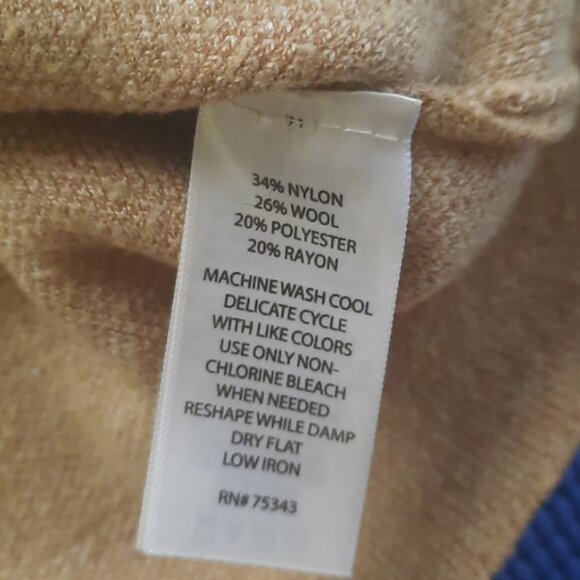 34% NYLON
26% WOOL
20% POLYESTER
20% RAYON
MACHINE WASH COOL
DELICATE CYCLE
WITH LIKE COLORS
USE ONLY NON-
CHLORINE BLEACH
WHEN NEEDED
RESHAPE WHILE DAMP
DRY FLAT
LOW IRON
RN# 75343